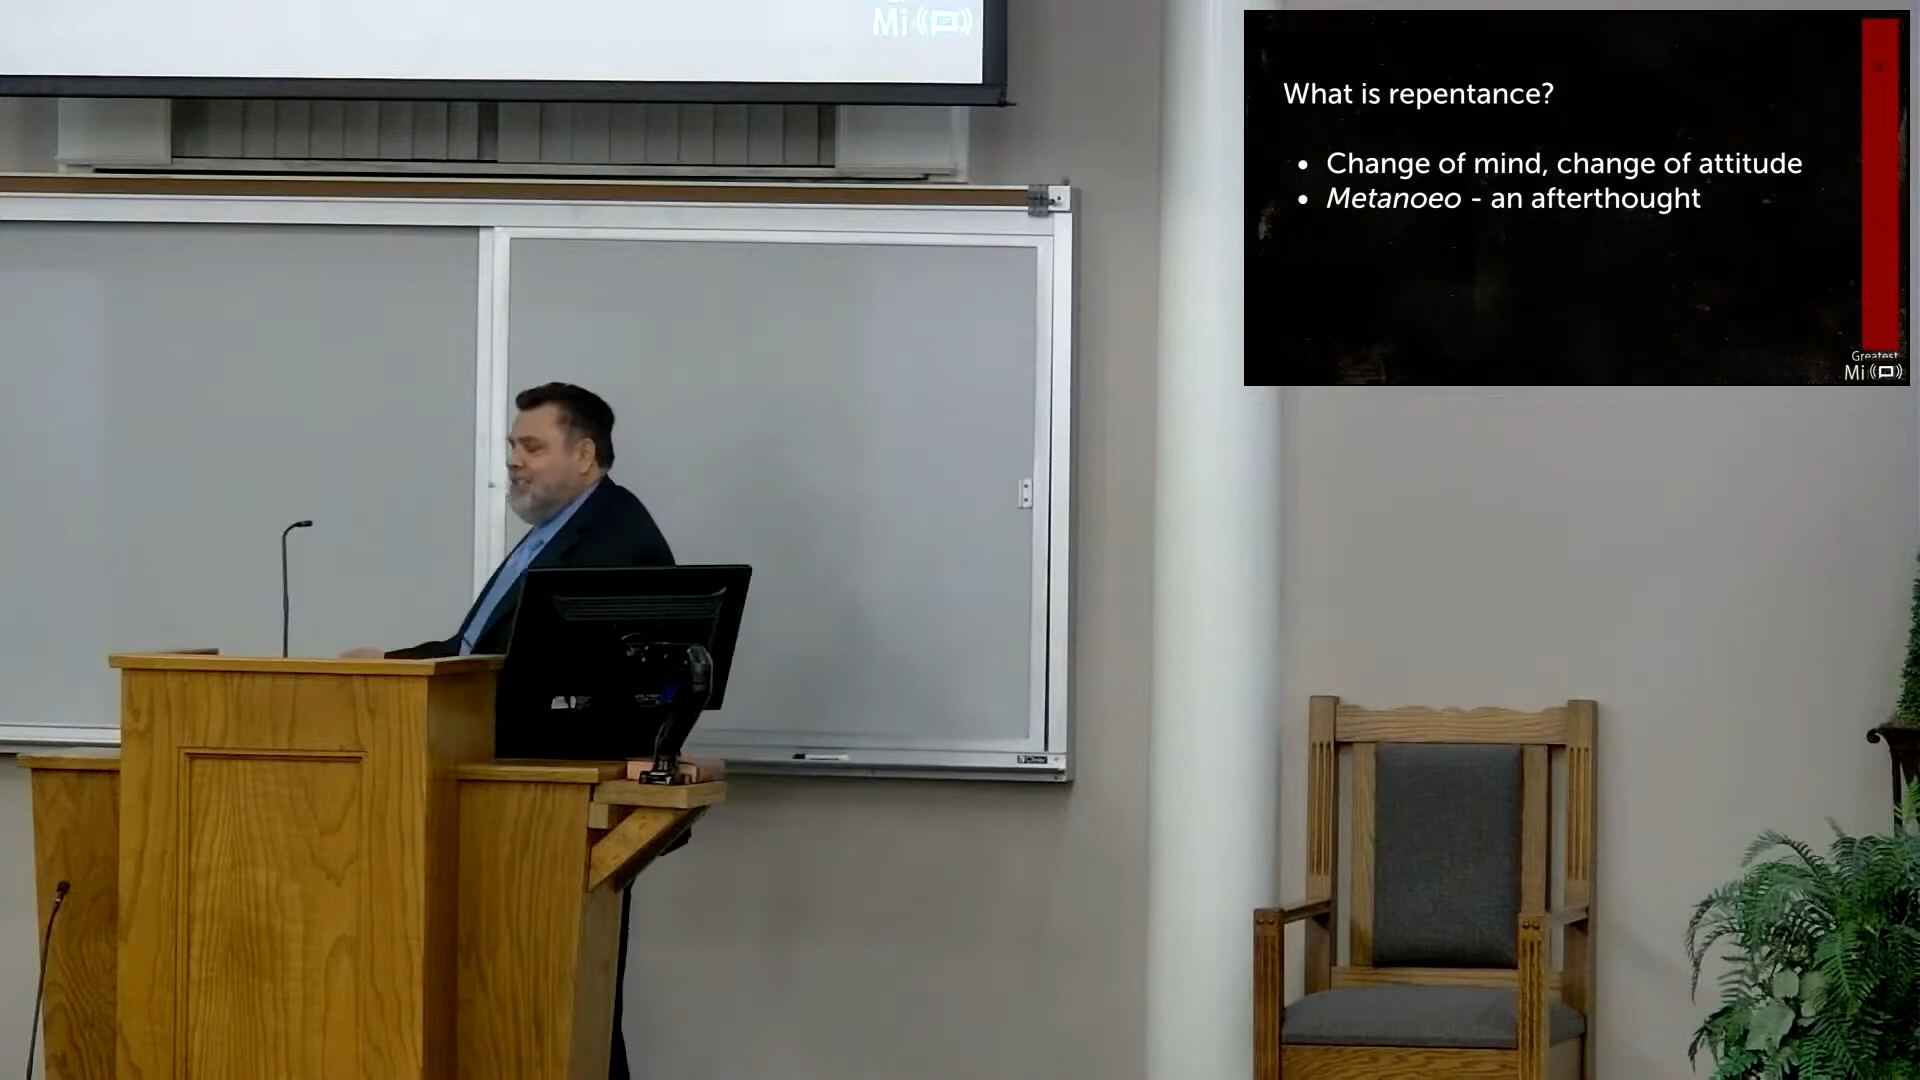 Mi
What is repentance?
• Change of mind, change of attitude
• Metanoeo - an afterthought
Greatest
Mi